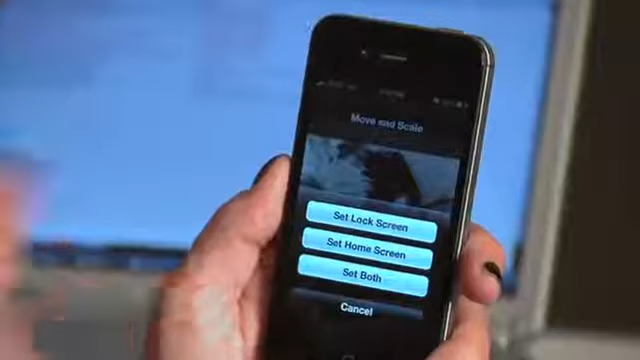 Move and Scale
Set Lock Screen
Set Home Screen
Set Both
Cancel